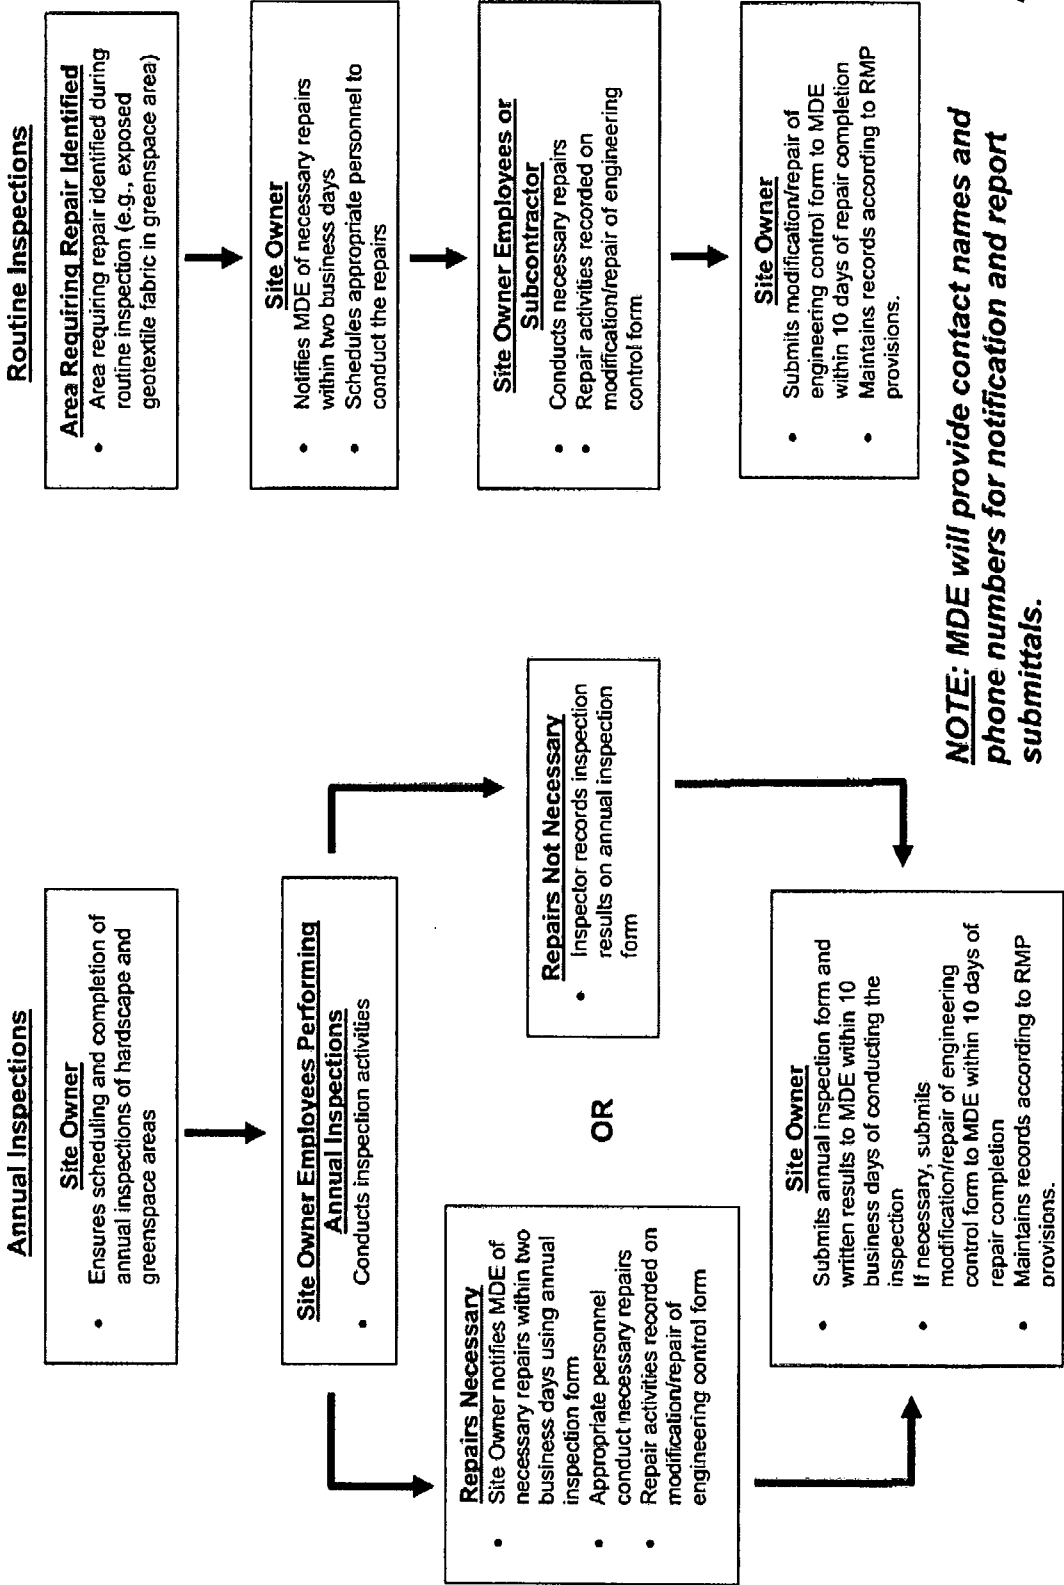 Annual Inspections
Site Owner
• Ensures scheduling and completion of
annual inspections of hardscape and
greenspace areas
Site Owner Employees Performing
Annual Inspections
• Conducts inspection activities
Repairs Necessary
• Site Owner notifies MDE of
necessary repairs within two
business days using annual
inspection form
• Appropriate personnel
conduct necessary repairs
• Repair activities recorded on
modification/repair of
engineering control form
OR
Repairs Not Necessary
• Inspector records inspection
results on annual inspection
form
Site Owner
• Submits annual inspection form and
written results to MDE within 10
business days of conducting the
inspection
• If necessary, submits
modification/repair of engineering
control form to MDE within 10 days of
repair completion
• Maintains records according to RMP
provisions.
Routine Inspections
Area Requiring Repair Identified
• Area requiring repair identified during
routine inspection (e.g., exposed
geotextile fabric in greenspace area)
Site Owner
• Notifies MDE of necessary repairs
within two business days
• Schedules appropriate personnel to
conduct the repairs
Site Owner Employees or
Subcontractor
• Conducts necessary repairs
• Repair activities recorded on
modification/repair of engineering
control form
Site Owner
• Submits modification/repair of
engineering control form to MDE
within 10 days of repair completion
• Maintains records according to RMP
provisions.
NOTE: MDE will provide contact names and
phone numbers for notification and report
submittals.